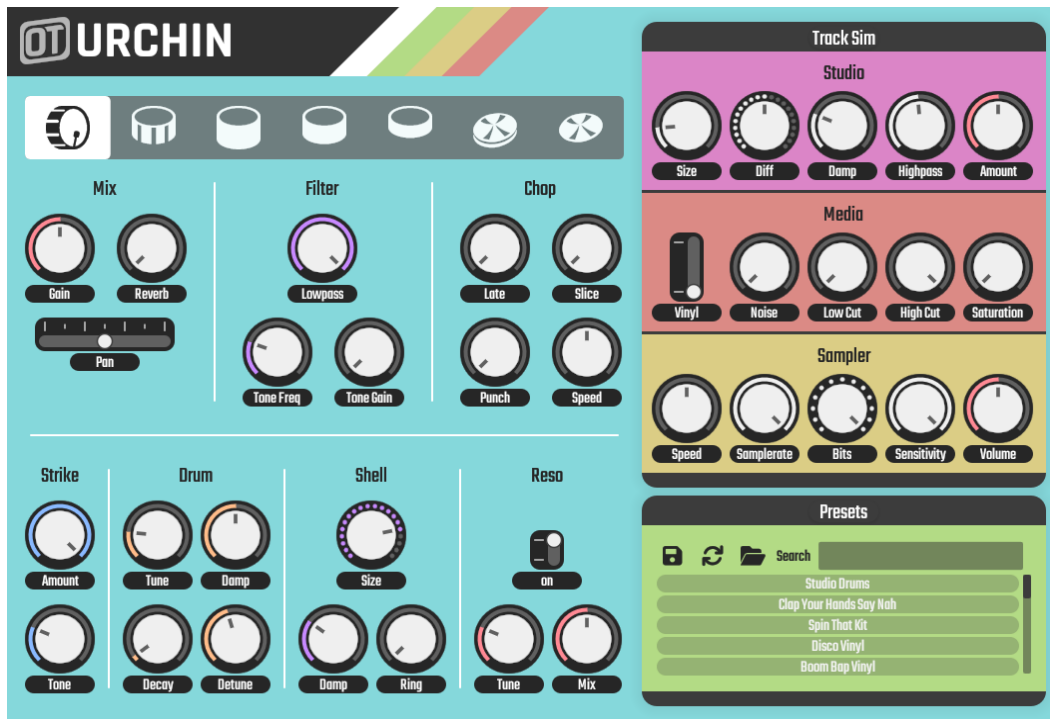 OT URCHIN
Mix
Filter
Chop
Gain
Reverb
Lowpass
Late
Slice
Pan
Tone Freq
Tone Gain
Punch
Speed
Strike
Drum
Shell
Reso
Amount
Tune
Damp
Size
on
Tone
Decay
Detune
Damp
Ring
Tune
Mix
Track Sim
Studio
Size
Diff
Damp
Highpass
Amount
Media
Vinyl
Noise
Low Cut
High Cut
Saturation
Sampler
Speed
Samplerate
Bits
Sensitivity
Volume
Presets
Search
Studio Drums
Clap Your Hands Say Nah
Spin That Kit
Disco Vinyl
Boom Bap Vinyl